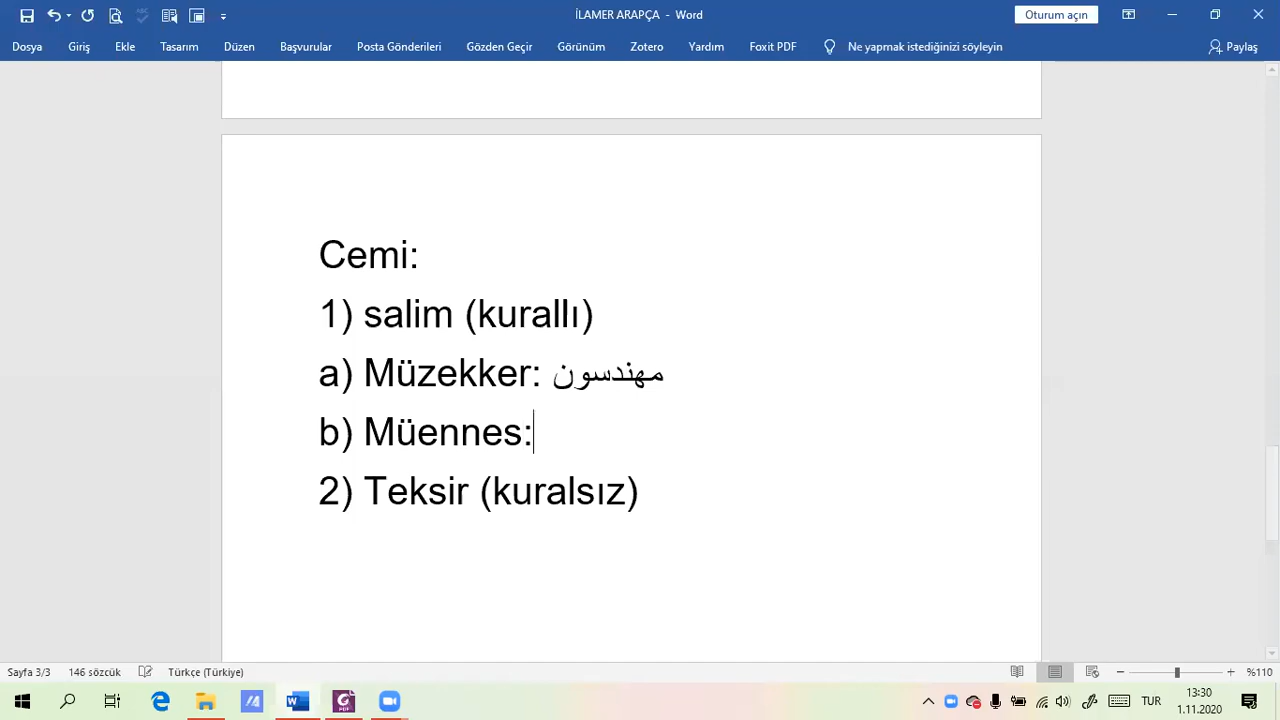 İLAMER ARAPÇA - Word
Oturum açın
Dosya Giriş Ekle Tasarım Düzen Başvurular Posta Gönderileri Gözden Geçir Görünüm Zotero Yardım Foxit PDF Ne yapmak istediğinizi söyleyin Paylaş
Cemi:
1) salim (kurallı)
a) Müzekker: مهندسون
b) Müennes:
2) Teksir (kuralsız)
Sayfa 3/3 146 sözcük Türkçe (Türkiye) %110
TUR
13:30
1.11.2020